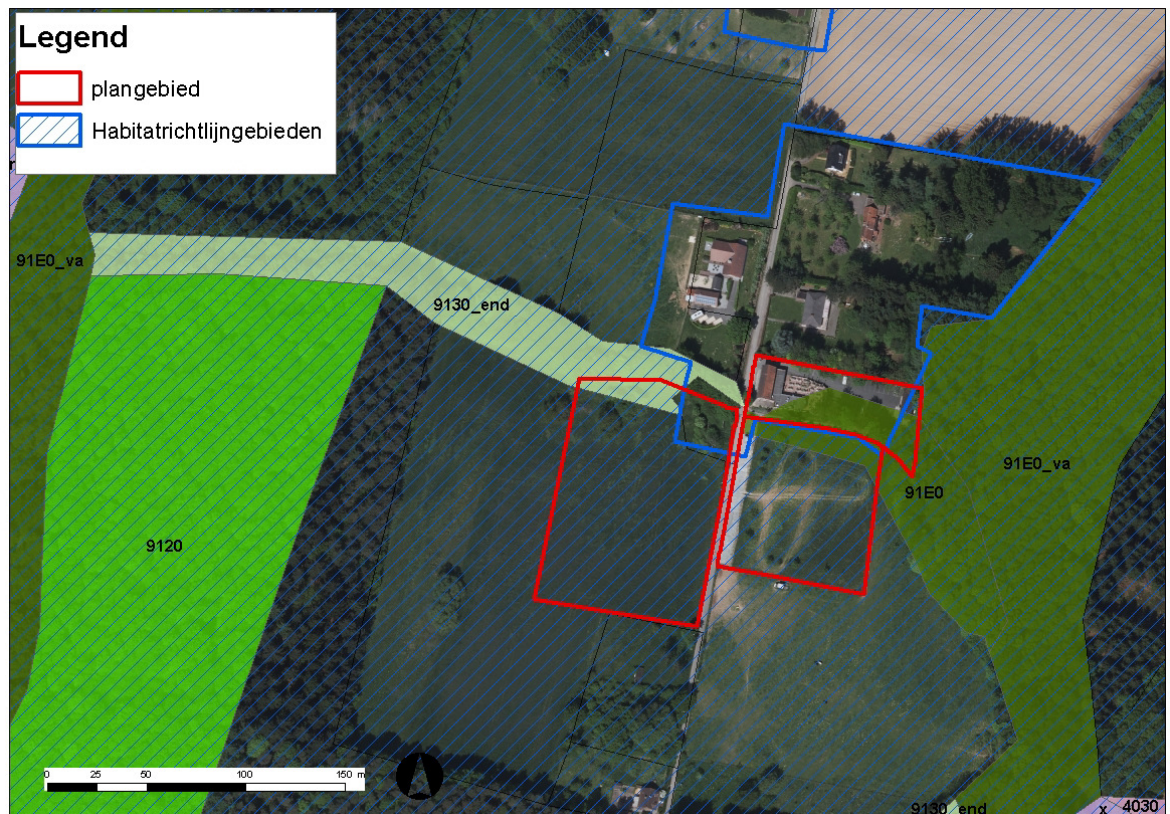 Legend
plangebied
Habitatrichtlijngebieden
91E0_va
9130_end
91E0_va
91E0
9120
0 25 50 100 150 m
9130_end
x 4030